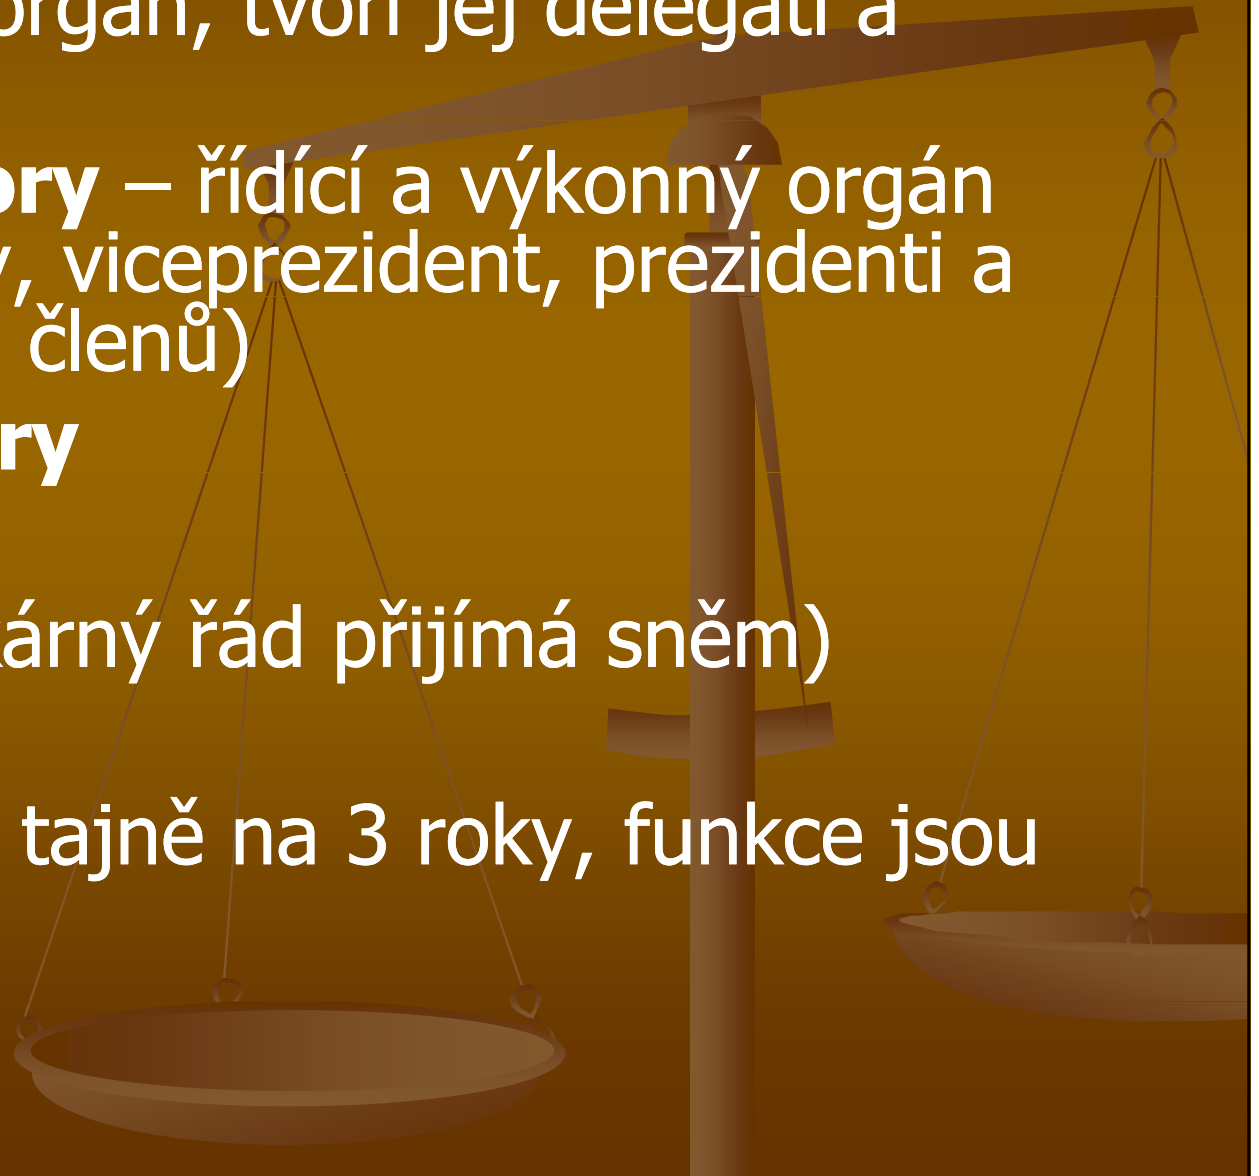 orgán, tvoří jej delegáti a
ory – řídící a výkonný orgán
y, viceprezident, prezidenti a
členů)
ry
kárný řád přijímá sněm)
tajně na 3 roky, funkce jsou